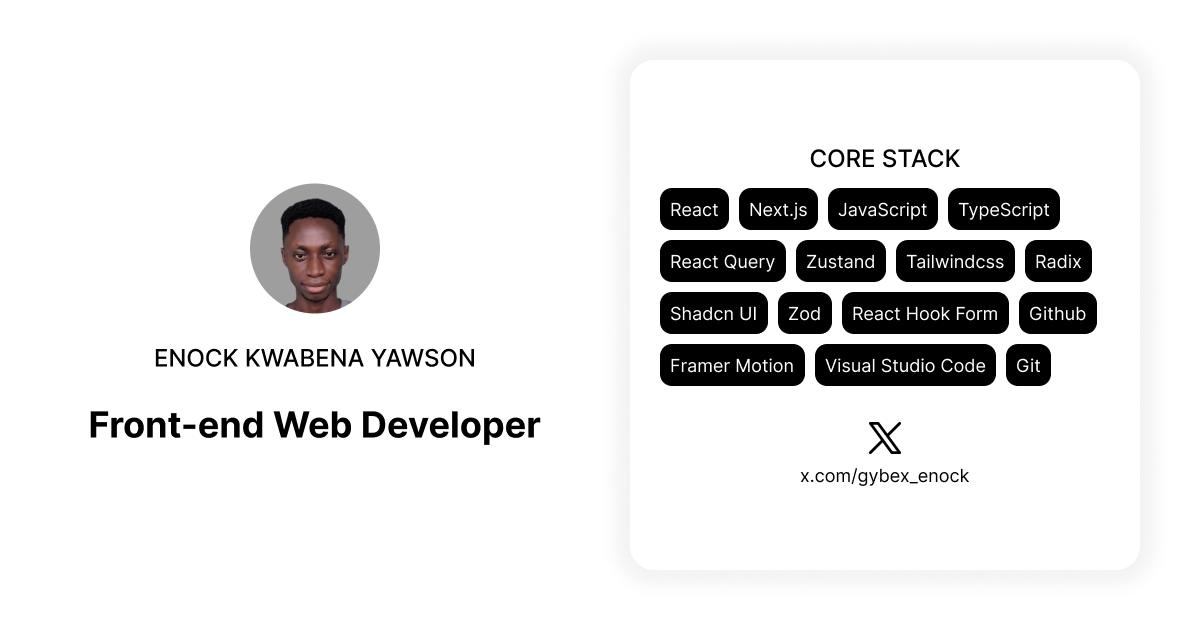 ENOCK KWABENA YAWSON
Front-end Web Developer
CORE STACK
React Next.js JavaScript TypeScript
React Query Zustand Tailwindcss Radix
Shadcn UI Zod React Hook Form Github
Framer Motion Visual Studio Code Git
x.com/gybex_enock